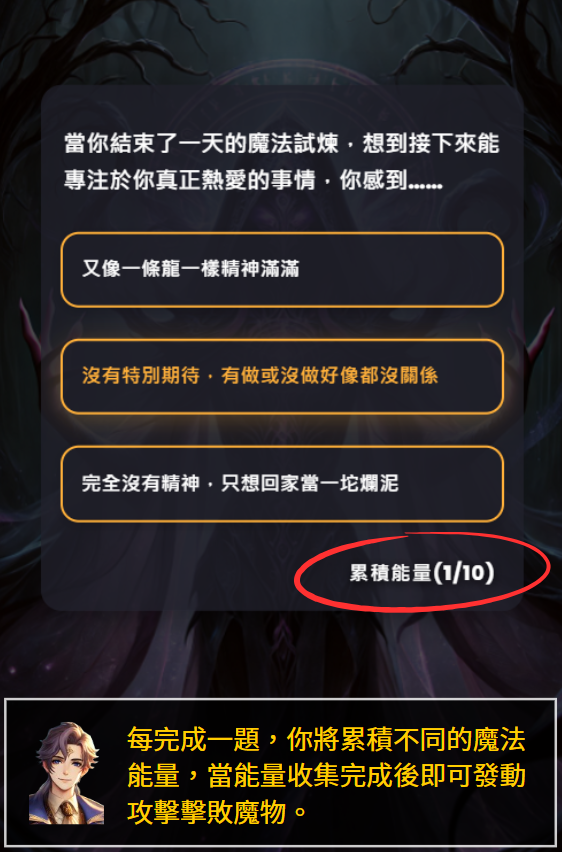 當你結束了一天的魔法試煉，想到接下來能
專注於你真正熱愛的事情，你感到......
又像一條龍一樣精神滿滿
沒有特別期待，有做或沒做好像都沒關係
完全沒有精神，只想回家當一坨爛泥
累積能量(1/10)
每完成一題，你將累積不同的魔法
能量，當能量收集完成後即可發動
攻擊擊敗魔物。